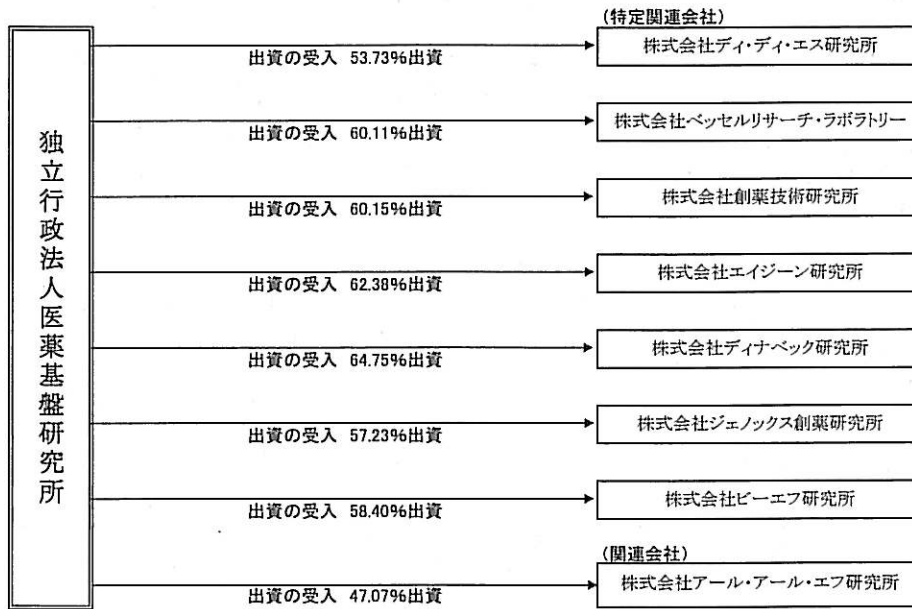 (特定関連会社)
株式会社ディ・ディ・エス研究所
出資の受入 53.73%出資
株式会社ベッセルリサーチ・ラボラトリー
出資の受入 60.11%出資
独立行政法人医薬基盤研究所
株式会社創薬技術研究所
出資の受入 60.15%出資
株式会社エイジーン研究所
出資の受入 62.38%出資
株式会社ディナベック研究所
出資の受入 64.75%出資
株式会社ジェノックス創薬研究所
出資の受入 57.23%出資
株式会社ビーエフ研究所
出資の受入 58.40%出資
(関連会社)
株式会社アール・アール・エフ研究所
出資の受入 47.07%出資